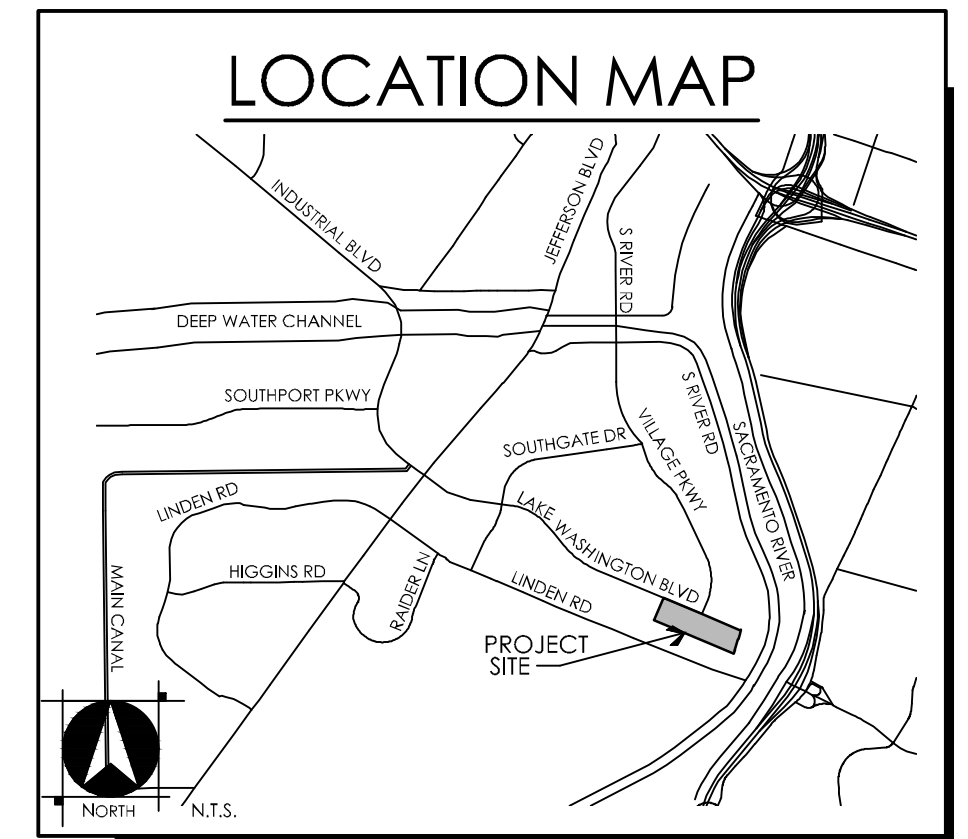 LOCATION MAP
INDUSTRIAL BLVD
JEFFERSON BLVD
S RIVER RD
DEEP WATER CHANNEL
SOUTHPORT PKWY
S RIVER RD
SACRAMENTO RIVER
SOUTHGATE DR
VILLAGE PKWY
LINDEN RD
LAKE WASHINGTON BLVD
MAIN CANAL
HIGGINS RD
RAIDER LN
LINDEN RD
PROJECT
SITE
NORTH
N.T.S.